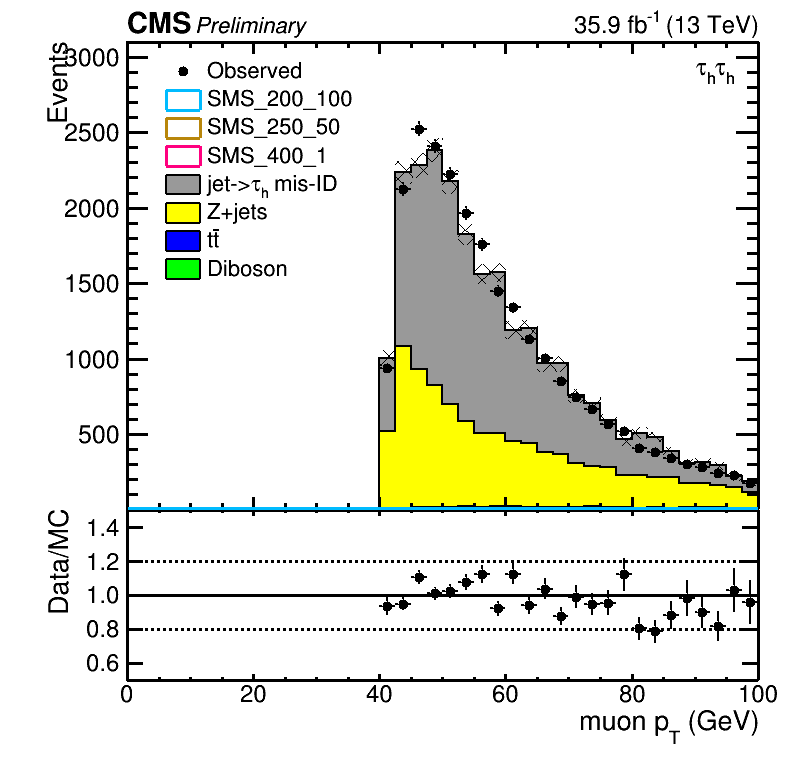 CMS Preliminary 35.9 fb⁻¹ (13 TeV)
Events
3000
2500
2000
1500
1000
500
τₕτₕ
Observed
SMS_200_100
SMS_250_50
SMS_400_1
jet->τₕ mis-ID
Z+jets
tt̄
Diboson
Data/MC
1.4
1.2
1.0
0.8
0.6
0 20 40 60 80 100
muon p_T (GeV)